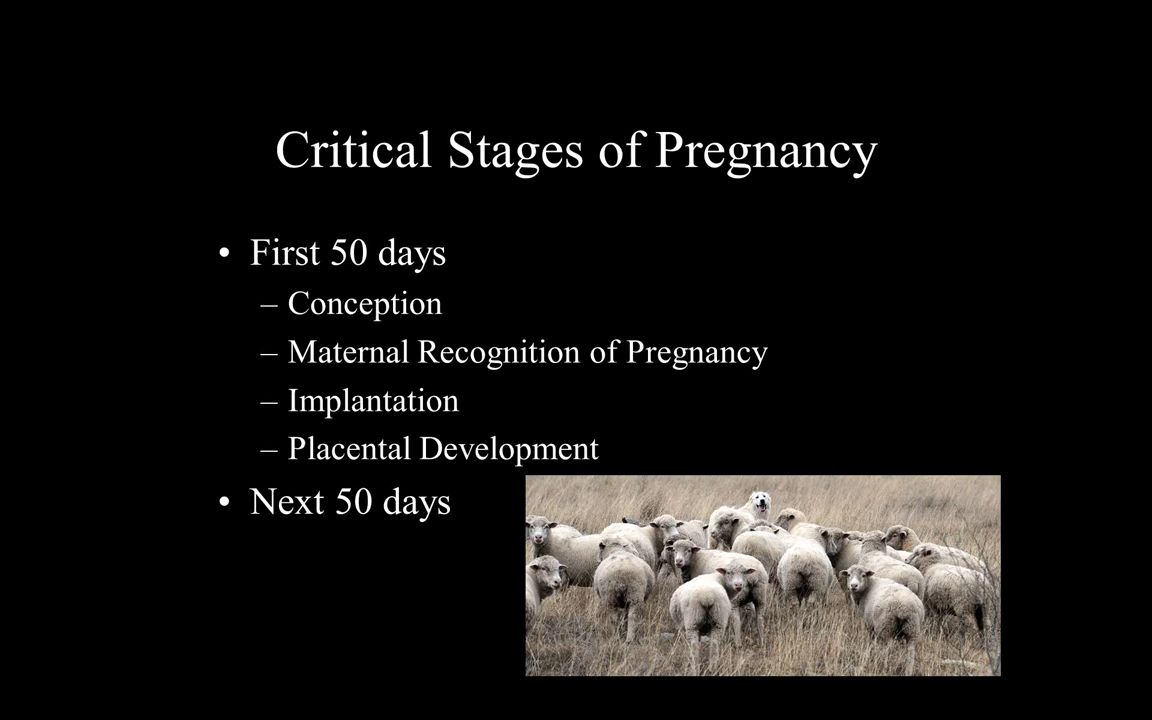 Critical Stages of Pregnancy
• First 50 days
– Conception
– Maternal Recognition of Pregnancy
– Implantation
– Placental Development
• Next 50 days